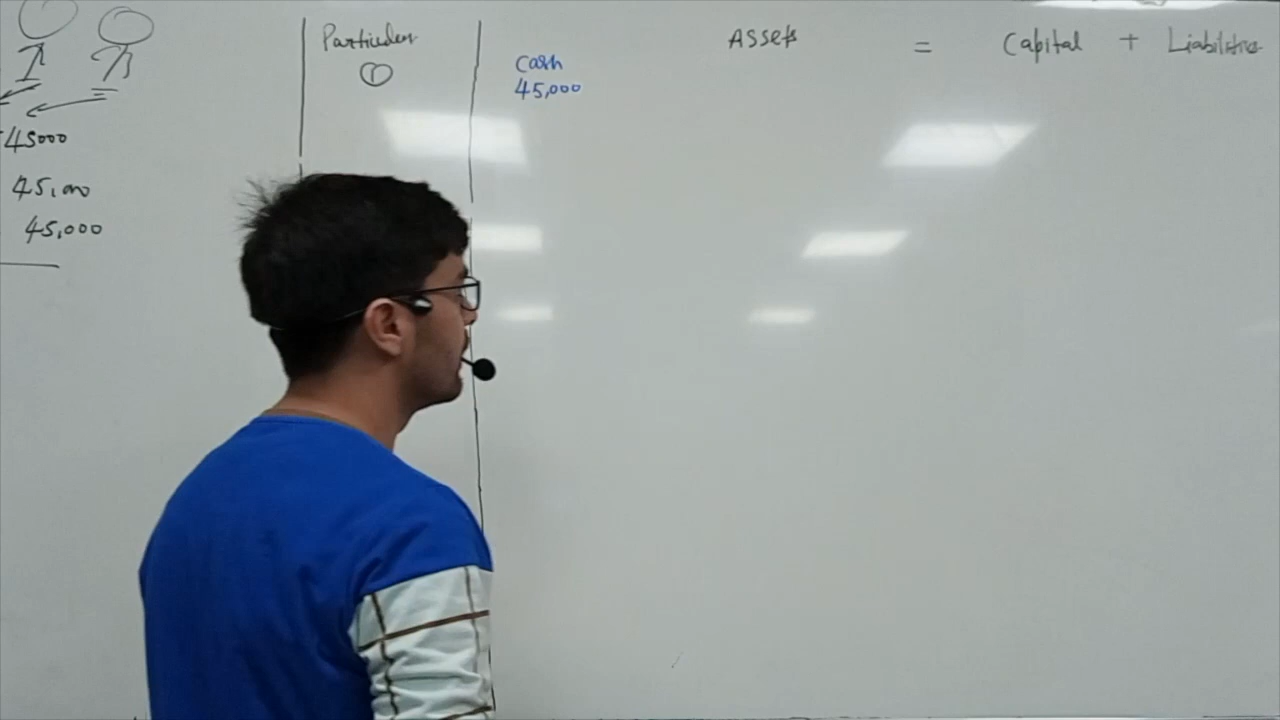 Particulars
①
Assets = Capital + Liabilities
Cash
45,000
45000
45,000
45,000